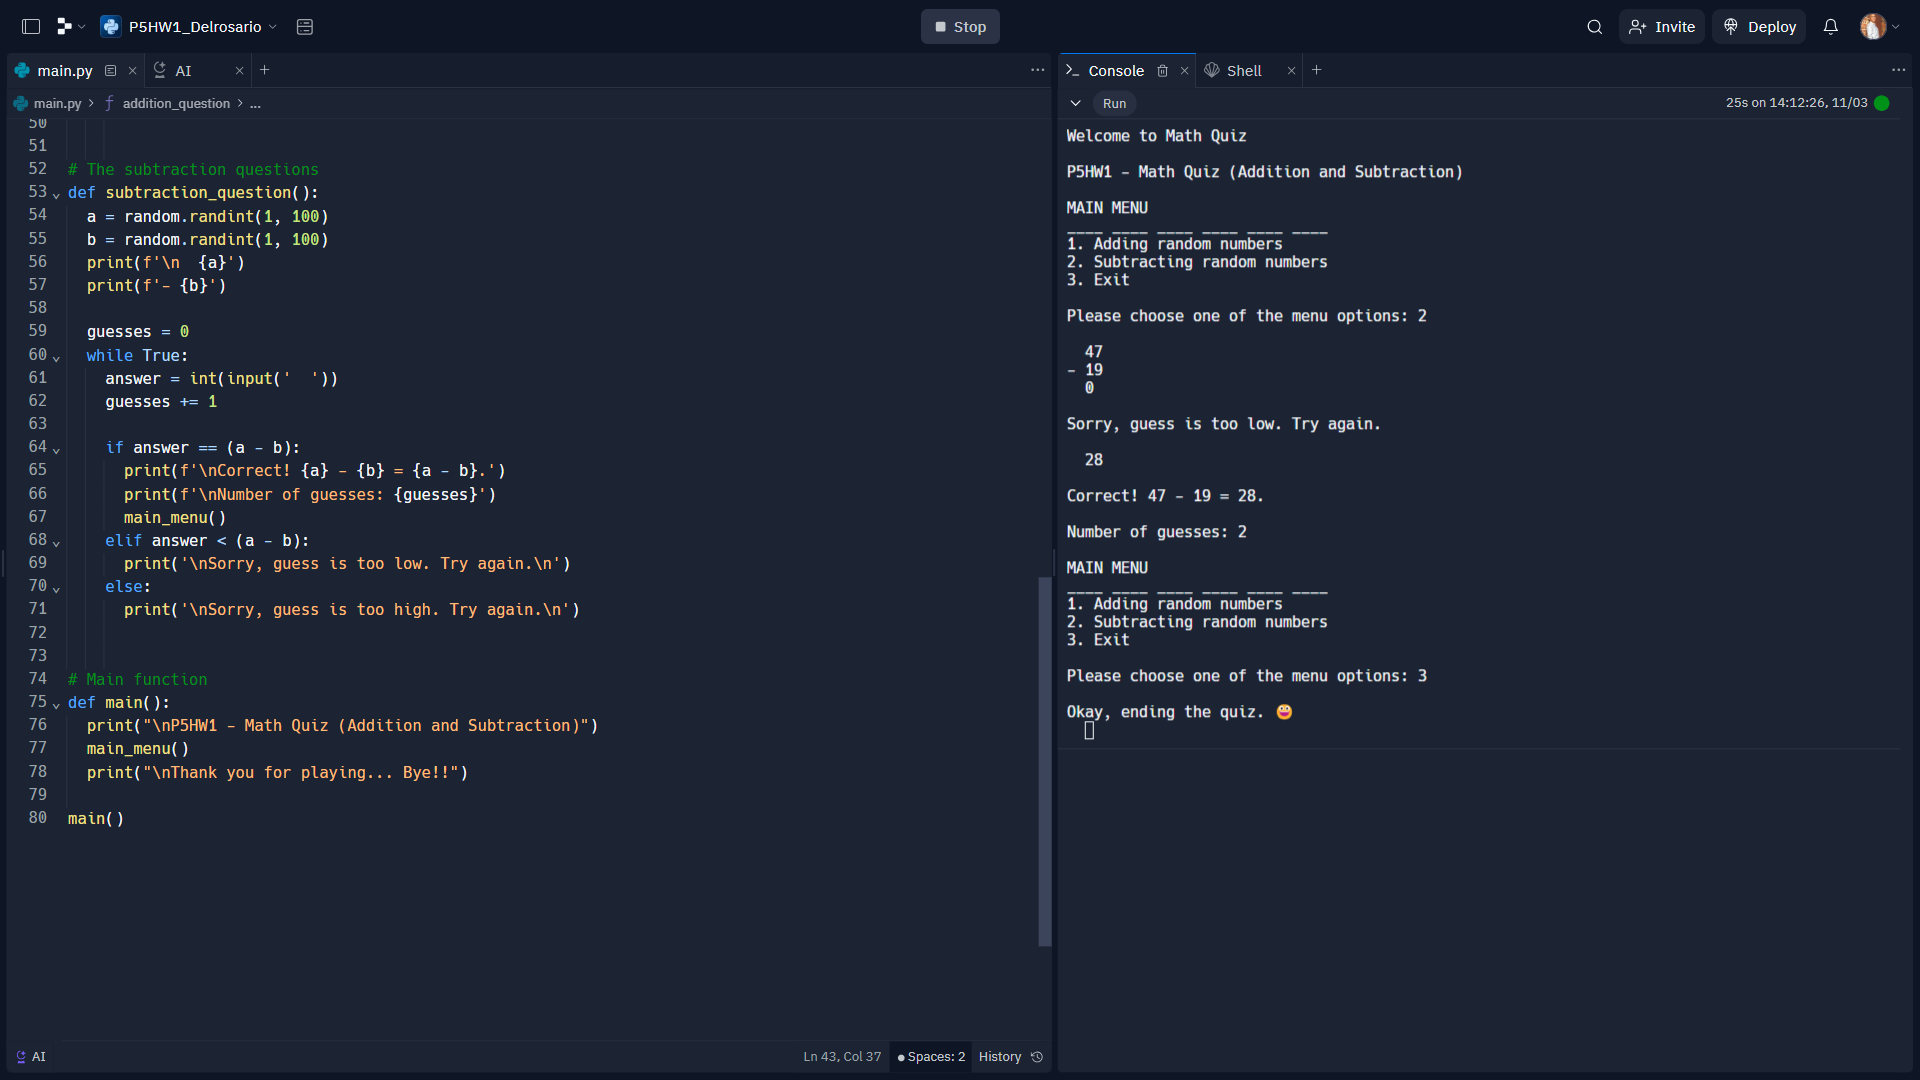 P5HW1_Delrosario
Stop
Invite
Deploy
main.py
AI
main.py > addition_question > ...
50
51
52 # The subtraction questions
53 def subtraction_question():
54   a = random.randint(1, 100)
55   b = random.randint(1, 100)
56   print(f'\n  {a}')
57   print(f'- {b}')
58
59   guesses = 0
60   while True:
61     answer = int(input('  '))
62     guesses += 1
63
64     if answer == (a - b):
65       print(f'\nCorrect! {a} - {b} = {a - b}.')
66       print(f'\nNumber of guesses: {guesses}')
67       main_menu()
68     elif answer < (a - b):
69       print('\nSorry, guess is too low. Try again.\n')
70     else:
71       print('\nSorry, guess is too high. Try again.\n')
72
73
74 # Main function
75 def main():
76   print("\nP5HW1 - Math Quiz (Addition and Subtraction)")
77   main_menu()
78   print("\nThank you for playing... Bye!!")
79
80 main()
AI
Ln 43, Col 37
Spaces: 2
History
Console
Shell
Run
25s on 14:12:26, 11/03
Welcome to Math Quiz
P5HW1 - Math Quiz (Addition and Subtraction)
MAIN MENU
____ ____ ____ ____ ____ ____
1. Adding random numbers
2. Subtracting random numbers
3. Exit
Please choose one of the menu options: 2
  47
- 19
  0
Sorry, guess is too low. Try again.
  28
Correct! 47 - 19 = 28.
Number of guesses: 2
MAIN MENU
____ ____ ____ ____ ____ ____
1. Adding random numbers
2. Subtracting random numbers
3. Exit
Please choose one of the menu options: 3
Okay, ending the quiz. 😀